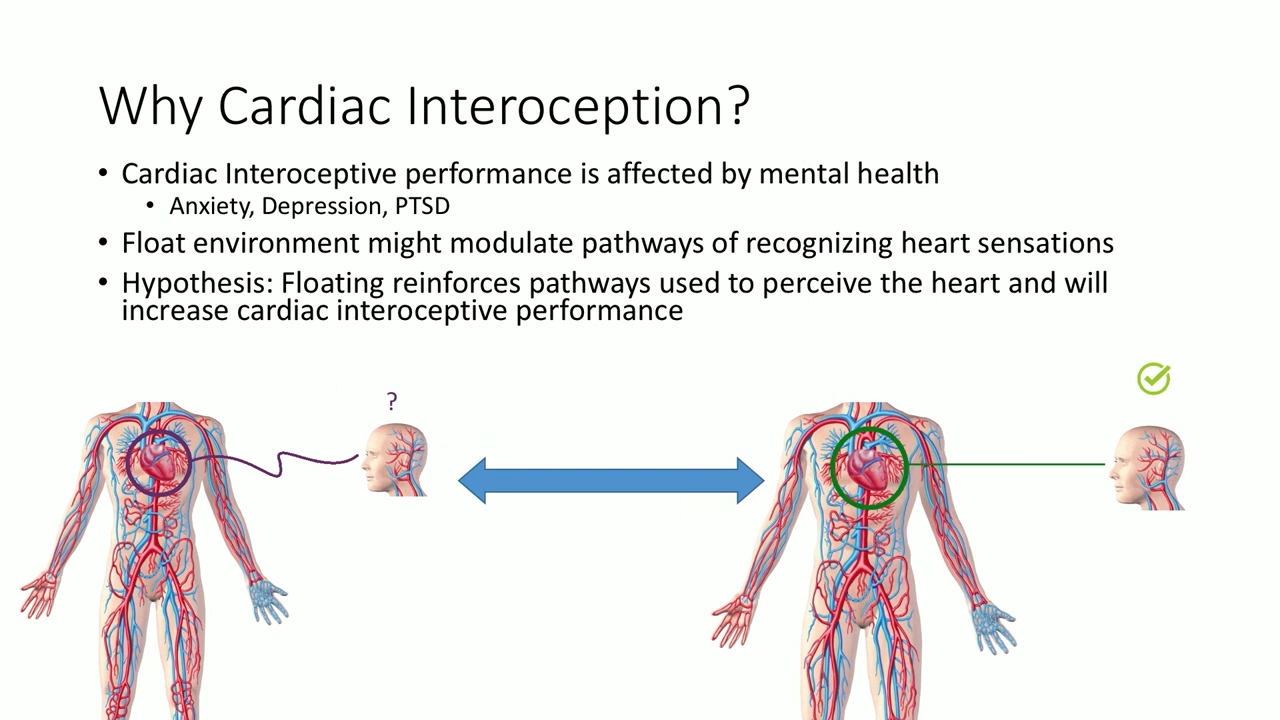 Why Cardiac Interoception?
• Cardiac Interoceptive performance is affected by mental health
• Anxiety, Depression, PTSD
• Float environment might modulate pathways of recognizing heart sensations
• Hypothesis: Floating reinforces pathways used to perceive the heart and will
increase cardiac interoceptive performance
?